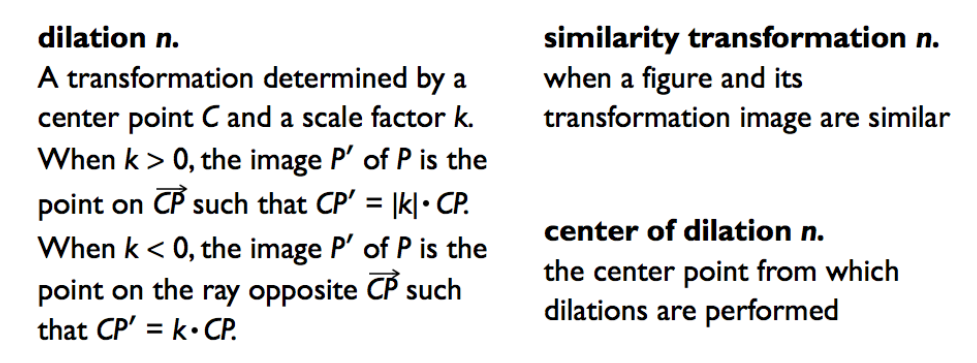 dilation n.
A transformation determined by a
center point C and a scale factor k.
When k > 0, the image P′ of P is the
point on C⃗P⃗ such that CP′ = |k| • CP.
When k < 0, the image P′ of P is the
point on the ray opposite C⃗P⃗ such
that CP′ = k • CP.
similarity transformation n.
when a figure and its
transformation image are similar
center of dilation n.
the center point from which
dilations are performed